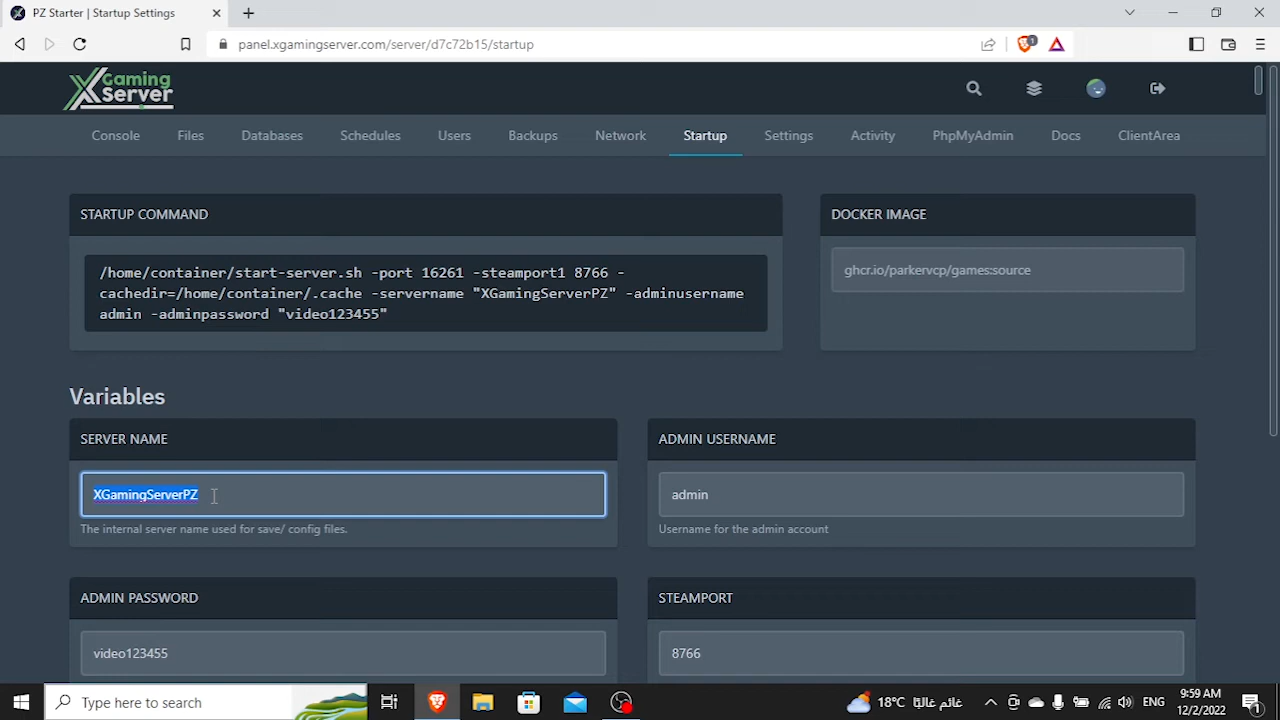 PZ Starter | Startup Settings
panel.xgamingserver.com/server/d7c72b15/startup
1
XGaming Server
Console Files Databases Schedules Users Backups Network Startup Settings Activity PhpMyAdmin Docs ClientArea
STARTUP COMMAND
/home/container/start-server.sh -port 16261 -steamport1 8766 -
cachedir=/home/container/.cache -servername "XGamingServerPZ" -adminusername
admin -adminpassword "video123455"
DOCKER IMAGE
ghcr.io/parkervcp/games:source
Variables
SERVER NAME
XGamingServerPZ
The internal server name used for save/ config files.
ADMIN USERNAME
admin
Username for the admin account
ADMIN PASSWORD
video123455
STEAMPORT
8766
Type here to search
18°C غائم غالبًا
ENG
9:59 AM
12/2/2022
1